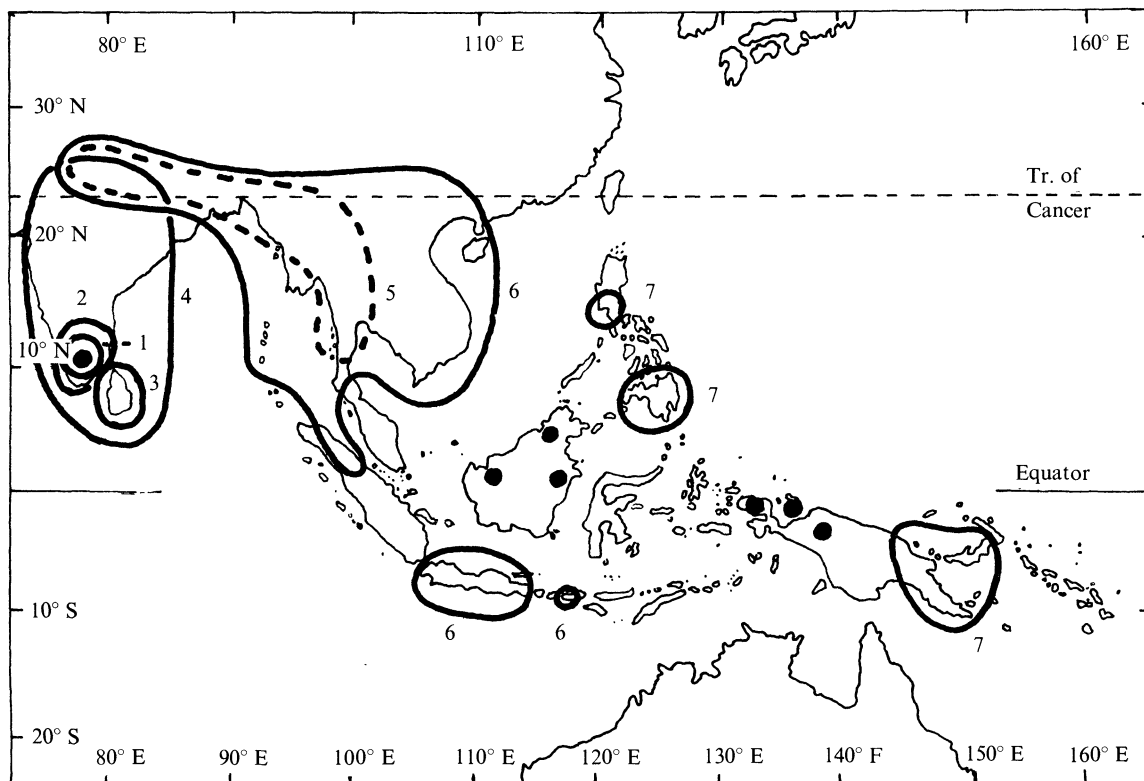 80° E
110° E
160° E
30° N
Tr. of
Cancer
20° N
2
4
5
6
7
10° N
1
3
7
Equator
10° S
6
6
7
20° S
80° E
90° E
100° E
110° E
120° E
130° E
140° F
150° E
160° E